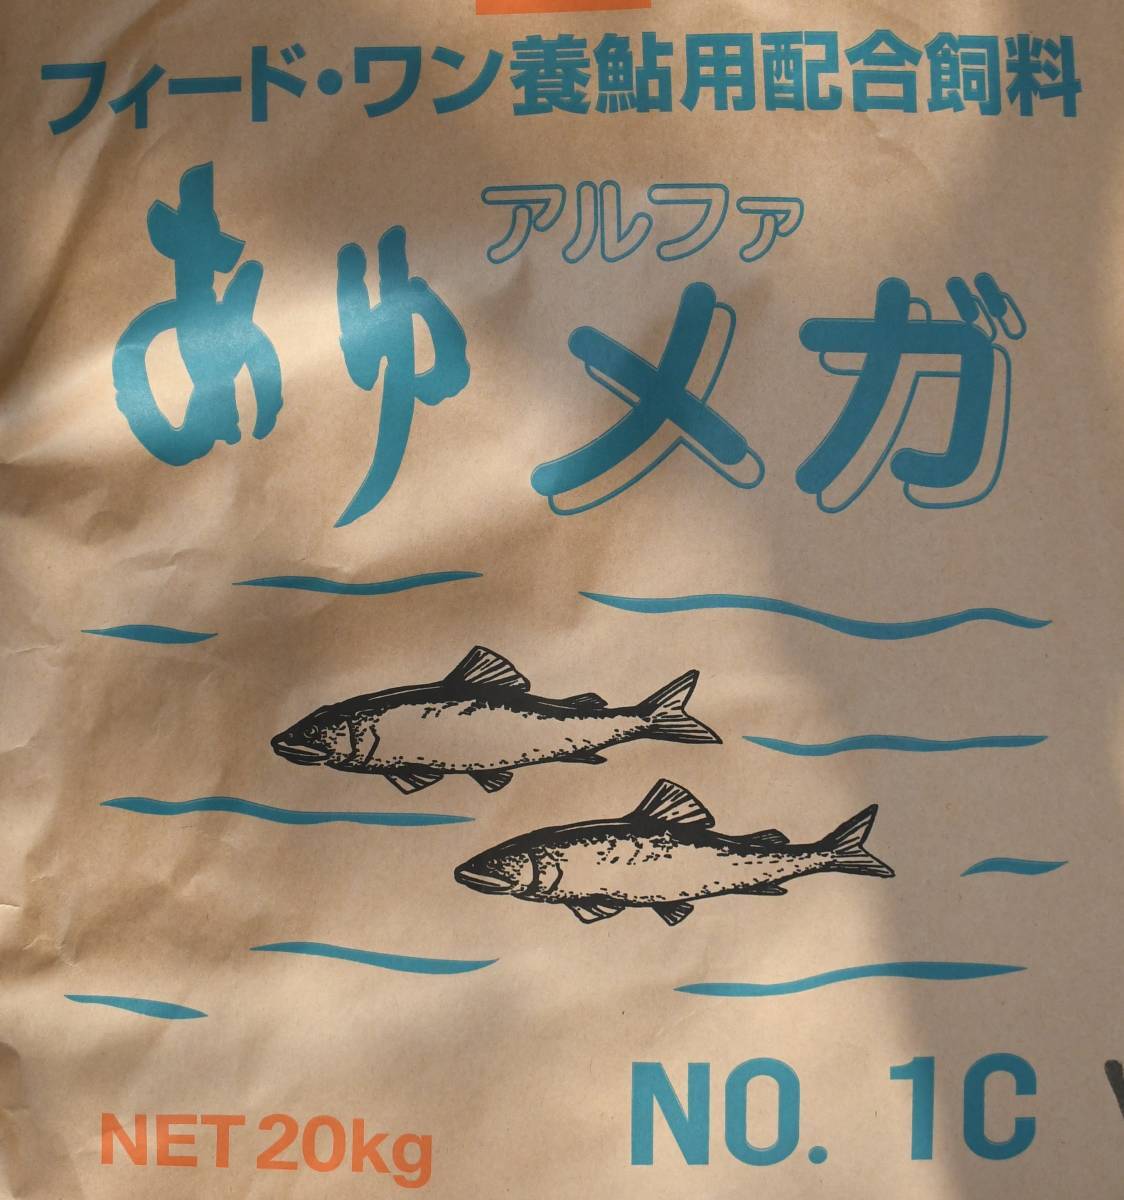 フィード・ワン養鮎用配合飼料
アルファ
あゆメガ
NO. 1C
NET 20kg